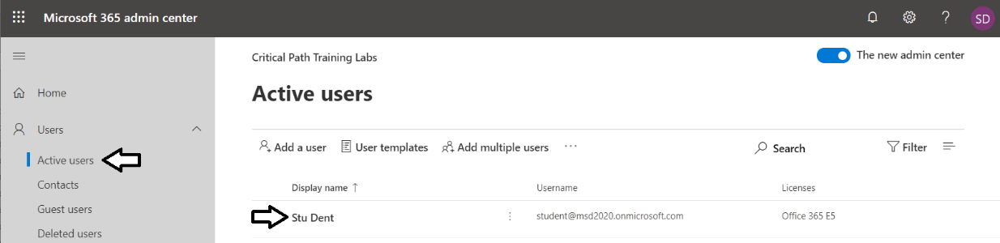 Microsoft 365 admin center
?
SD
Critical Path Training Labs
The new admin center
Home
Active users
Users
Add a user
User templates
Add multiple users
...
Search
Filter
Active users
Contacts
Display name ↑
Username
Licenses
Guest users
Stu Dent
student@msd2020.onmicrosoft.com
Office 365 E5
Deleted users